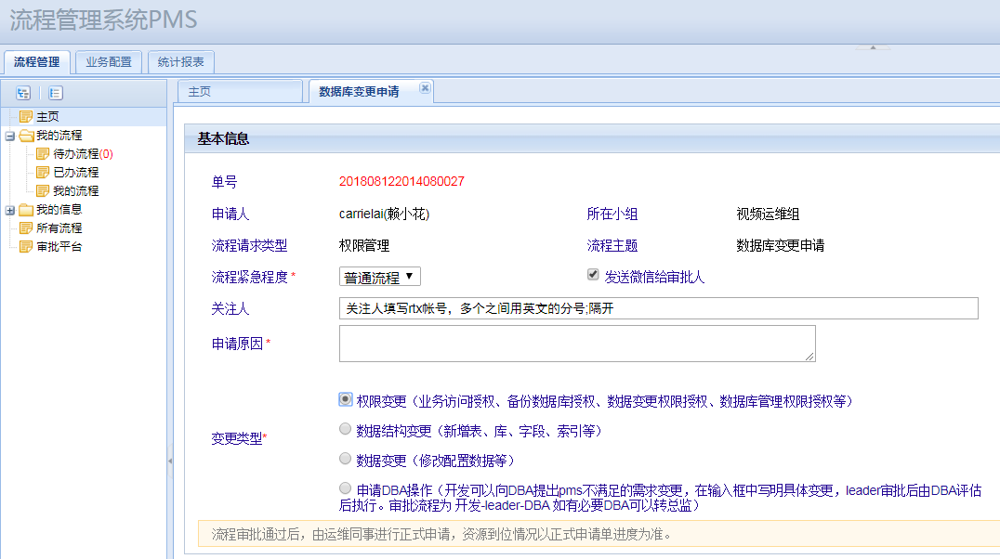 流程管理系统PMS
流程管理 业务配置 统计报表
主页 数据库变更申请
主页
我的流程
待办流程(0)
已办流程
我的流程
我的信息
所有流程
审批平台
基本信息
单号 201808122014080027
申请人 carrielai(赖小花) 所在小组 视频运维组
流程请求类型 权限管理 流程主题 数据库变更申请
流程紧急程度* 普通流程 发送微信给审批人
关注人 关注人填写rtx帐号，多个之间用英文的分号;隔开
申请原因*
变更类型*
权限变更（业务访问授权、备份数据库授权、数据变更权限授权、数据库管理权限授权等）
数据结构变更（新增表、库、字段、索引等）
数据变更（修改配置数据等）
申请DBA操作（开发可以向DBA提出pms不满足的需求变更，在输入框中写明具体变更，leader审批后由DBA评估
后执行。审批流程为 开发-leader-DBA 如有必要DBA可以转总监）
流程审批通过后，由运维同事进行正式申请，资源到位情况以正式申请单进度为准。